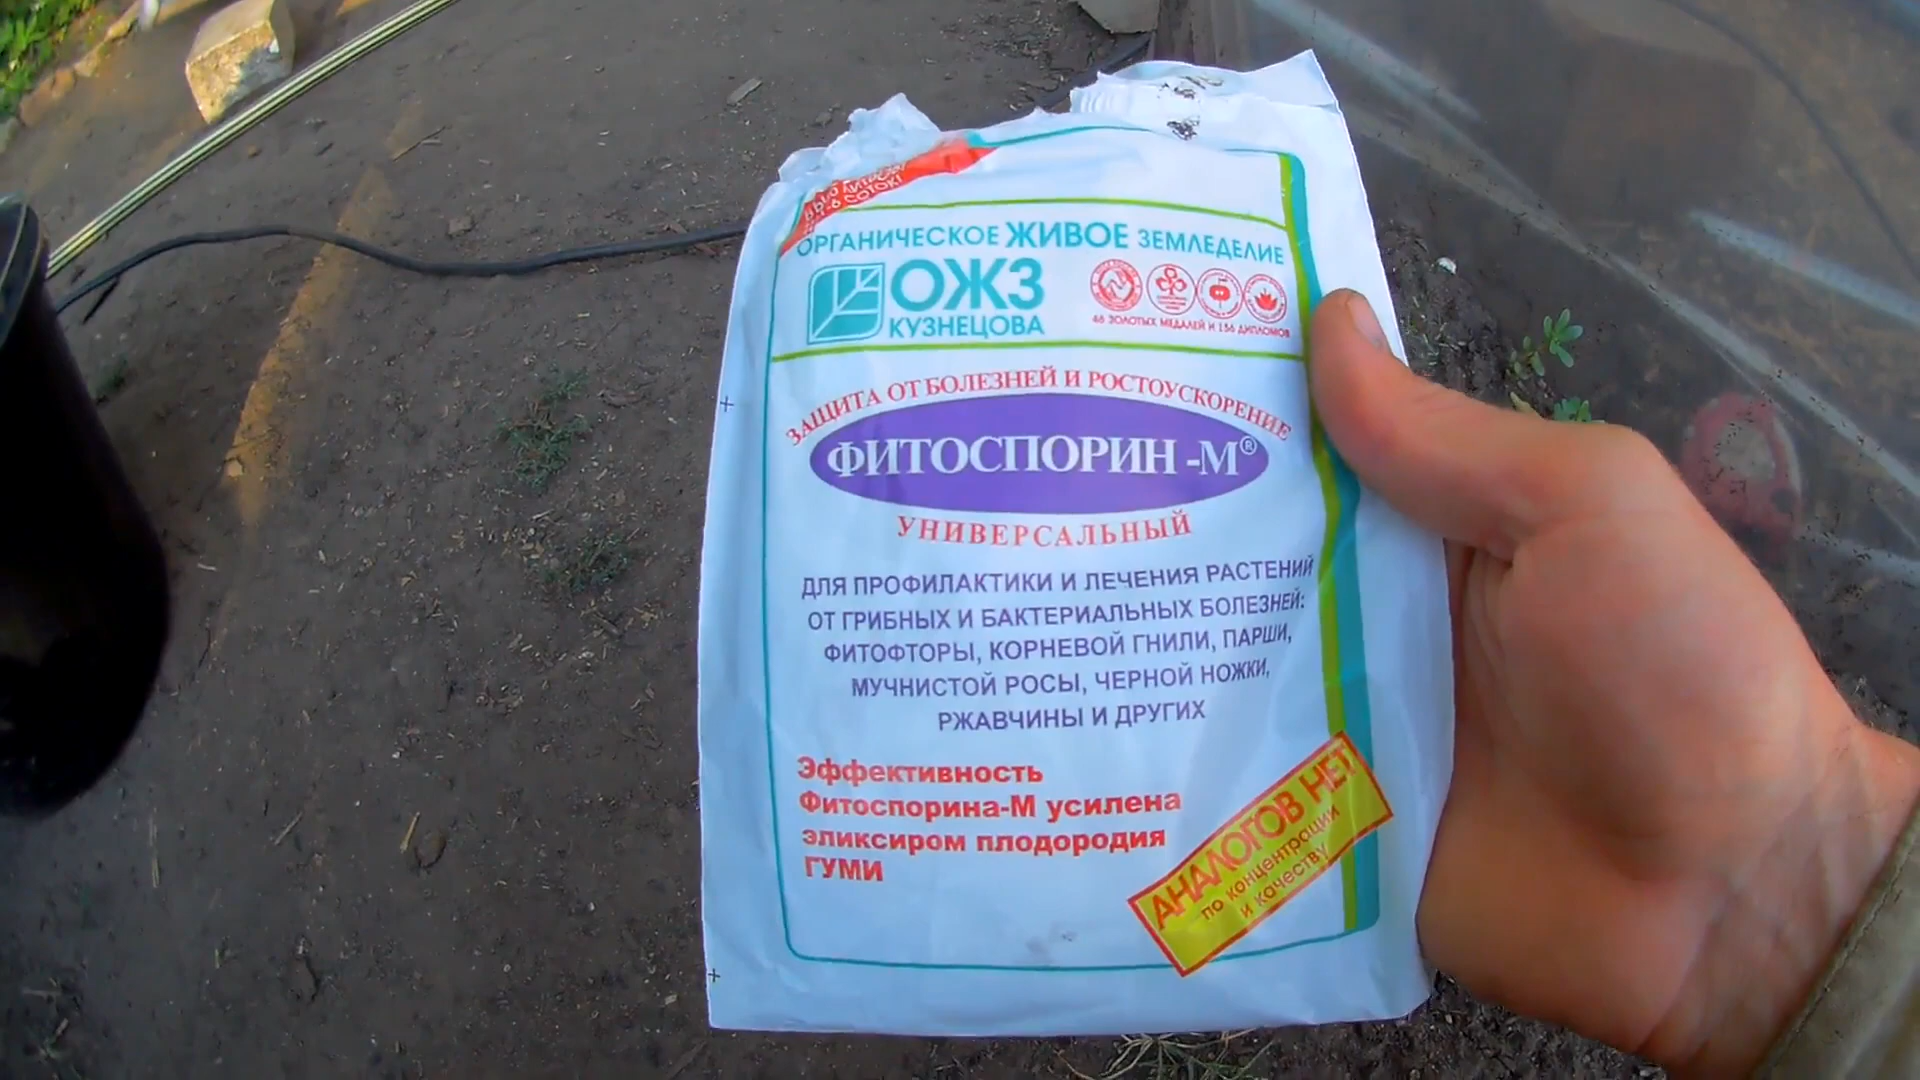 6 СОТОК!
ОРГАНИЧЕСКОЕ ЖИВОЕ ЗЕМЛЕДЕЛИЕ
ОЖЗ
КУЗНЕЦОВА
46 ЗОЛОТЫХ МЕДАЛЕЙ И 156 ДИПЛОМОВ
ЗАЩИТА ОТ БОЛЕЗНЕЙ И РОСТОУСКОРЕНИЕ
ФИТОСПОРИН -М®
УНИВЕРСАЛЬНЫЙ
ДЛЯ ПРОФИЛАКТИКИ И ЛЕЧЕНИЯ РАСТЕНИЙ
ОТ ГРИБНЫХ И БАКТЕРИАЛЬНЫХ БОЛЕЗНЕЙ:
ФИТОФТОРЫ, КОРНЕВОЙ ГНИЛИ, ПАРШИ,
МУЧНИСТОЙ РОСЫ, ЧЕРНОЙ НОЖКИ,
РЖАВЧИНЫ И ДРУГИХ
Эффективность
Фитоспорина-М усилена
эликсиром плодородия
ГУМИ
АНАЛОГОВ НЕТ
по концентрации
и качеству